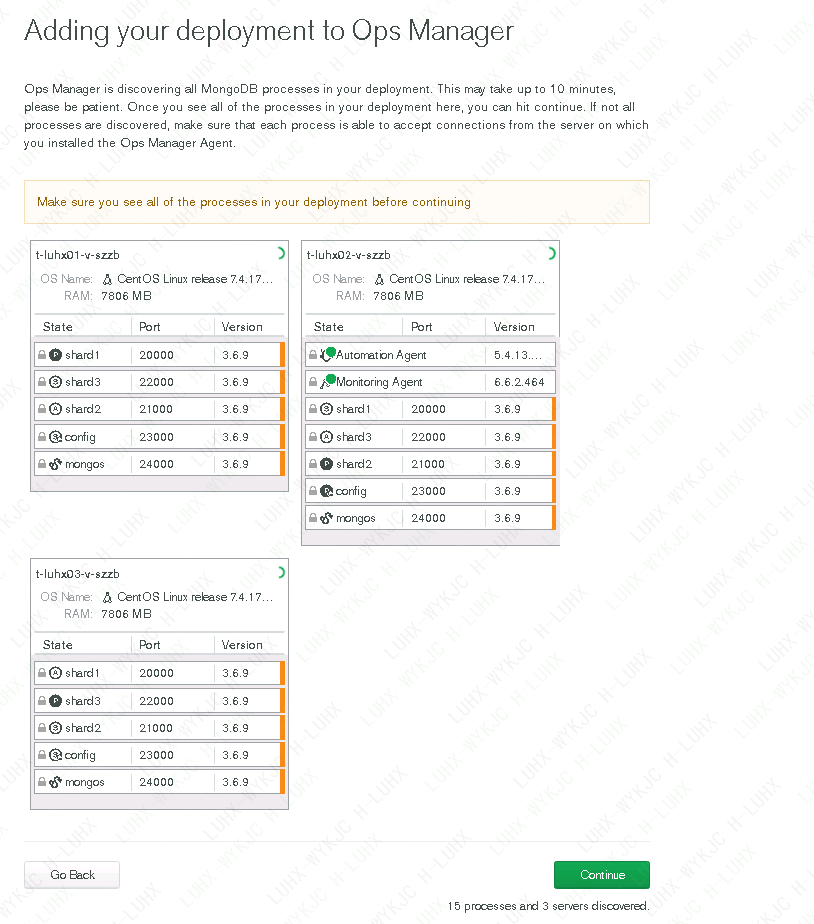 Adding your deployment to Ops Manager
Ops Manager is discovering all MongoDB processes in your deployment. This may take up to 10 minutes,
please be patient. Once you see all of the processes in your deployment here, you can hit continue. If not all
processes are discovered, make sure that each process is able to accept connections from the server on which
you installed the Ops Manager Agent.
Make sure you see all of the processes in your deployment before continuing
t-luhx01-v-szzb
OS Name: CentOS Linux release 7.4.17...
RAM: 7806 MB
State Port Version
P shard1 20000 3.6.9
S shard3 22000 3.6.9
A shard2 21000 3.6.9
S config 23000 3.6.9
mongos 24000 3.6.9
t-luhx02-v-szzb
OS Name: CentOS Linux release 7.4.17...
RAM: 7806 MB
State Port Version
Automation Agent 5.4.13....
Monitoring Agent 6.6.2.464
S shard1 20000 3.6.9
A shard3 22000 3.6.9
P shard2 21000 3.6.9
P config 23000 3.6.9
mongos 24000 3.6.9
t-luhx03-v-szzb
OS Name: CentOS Linux release 7.4.17...
RAM: 7806 MB
State Port Version
A shard1 20000 3.6.9
P shard3 22000 3.6.9
S shard2 21000 3.6.9
S config 23000 3.6.9
mongos 24000 3.6.9
Go Back
Continue
15 processes and 3 servers discovered.